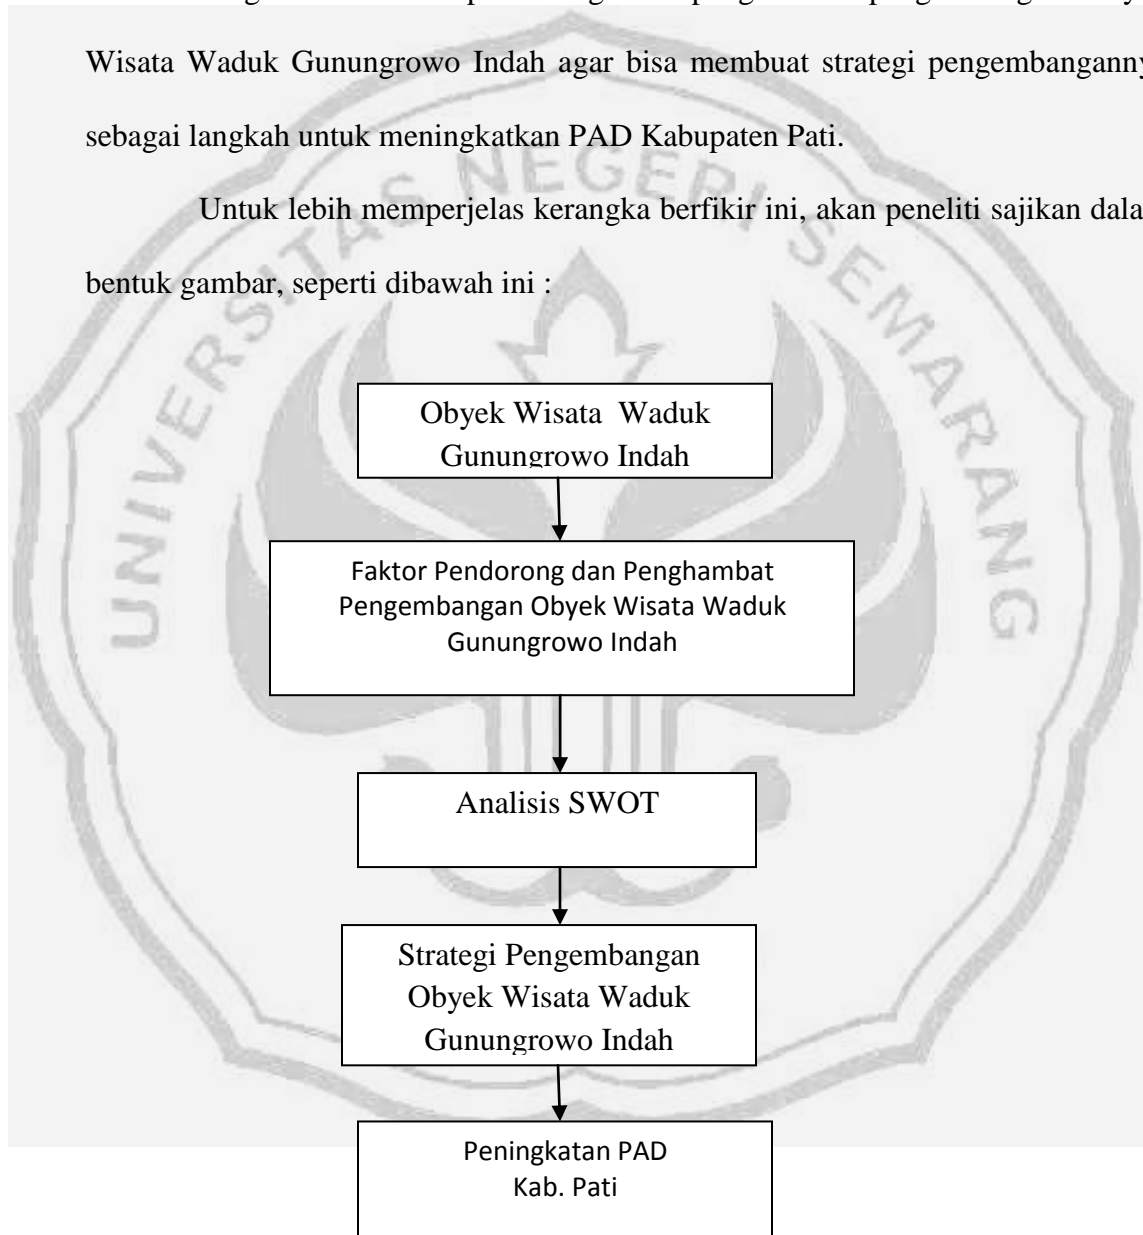 Wisata Waduk Gunungrowo Indah agar bisa membuat strategi
sebagai langkah untuk meningkatkan PAD Kabupaten Pati.
Untuk lebih memperjelas kerangka berfikir ini, akan peneliti sajikan
bentuk gambar, seperti dibawah ini :
UNIVERSITAS NEGERI SEMARANG
Obyek Wisata Waduk
Gunungrowo Indah
Faktor Pendorong dan Penghambat
Pengembangan Obyek Wisata Waduk
Gunungrowo Indah
Analisis SWOT
Strategi Pengembangan
Obyek Wisata Waduk
Gunungrowo Indah
Peningkatan PAD
Kab. Pati